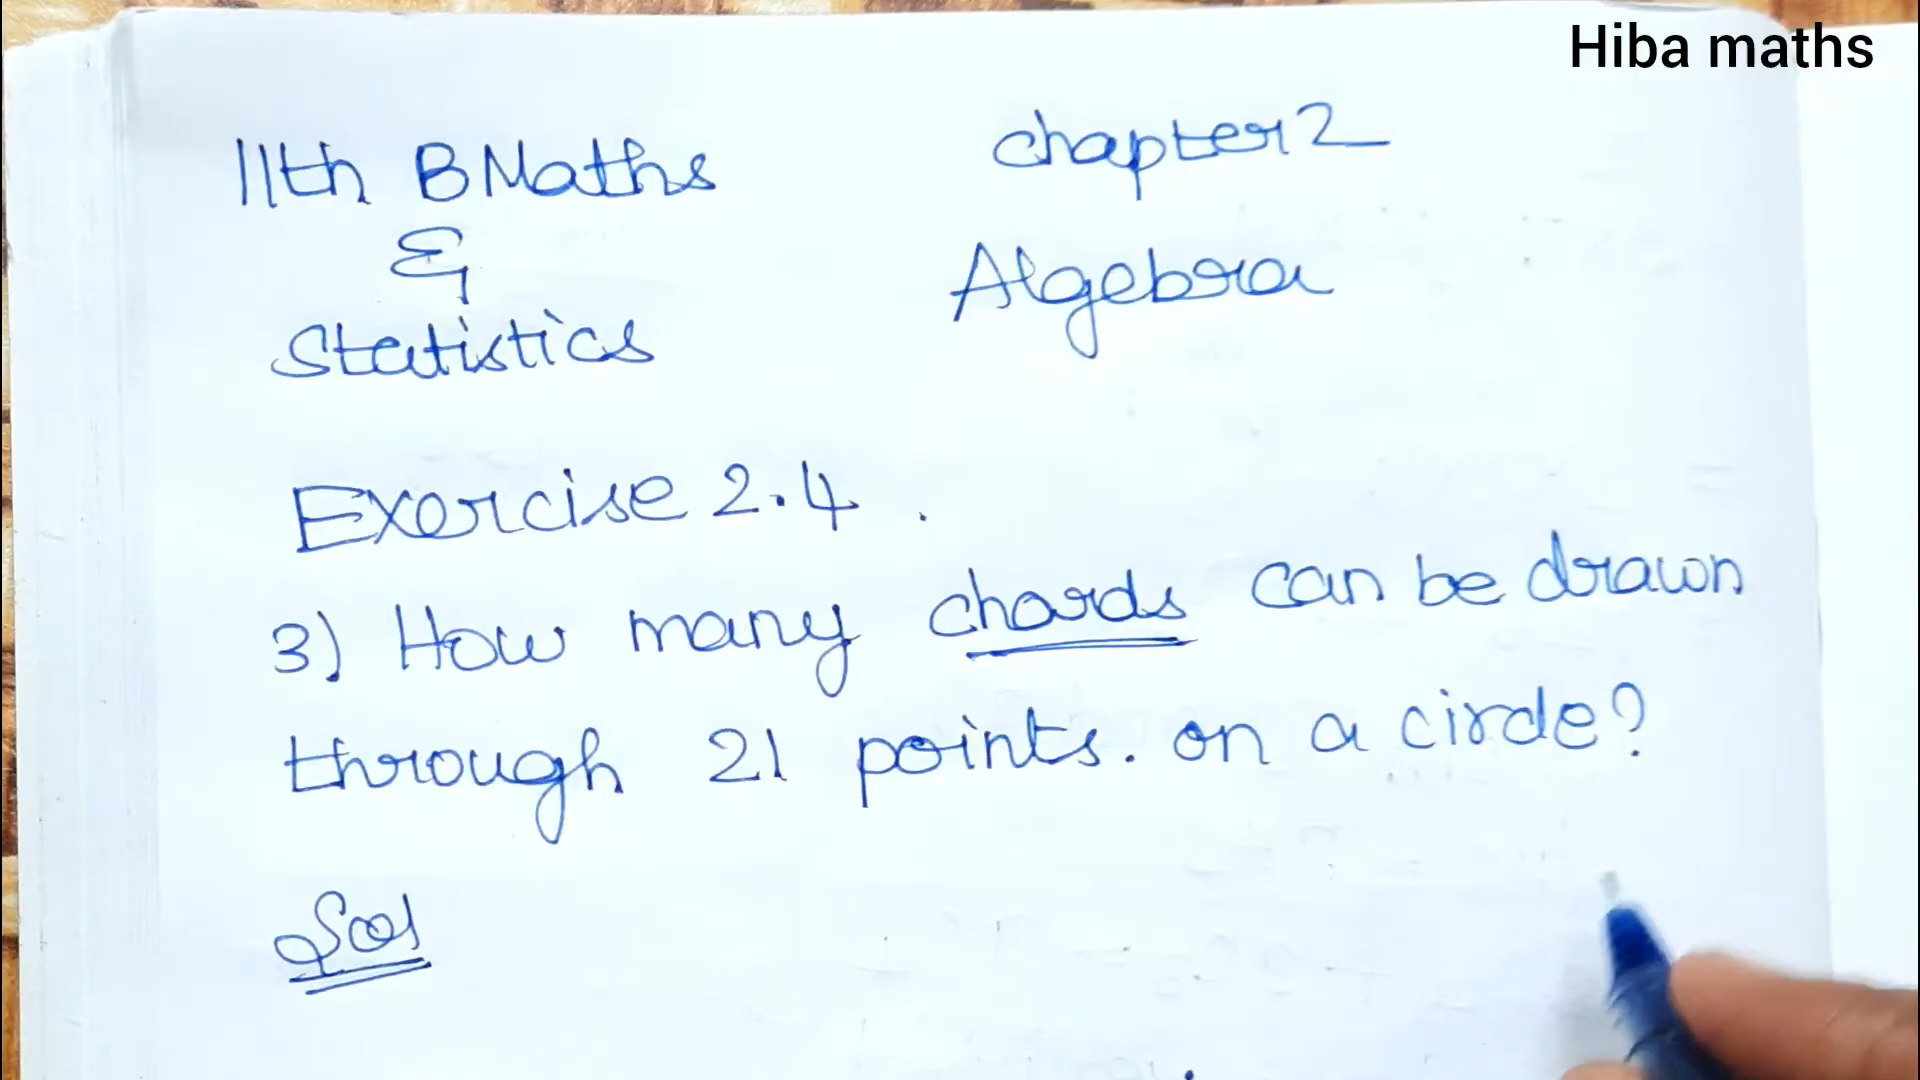 Hiba maths
11th B Maths
&
Statistics
chapter 2
Algebra
Exercise 2.4 .
3) How many chords can be drawn
through 21 points. on a circle?
Sol